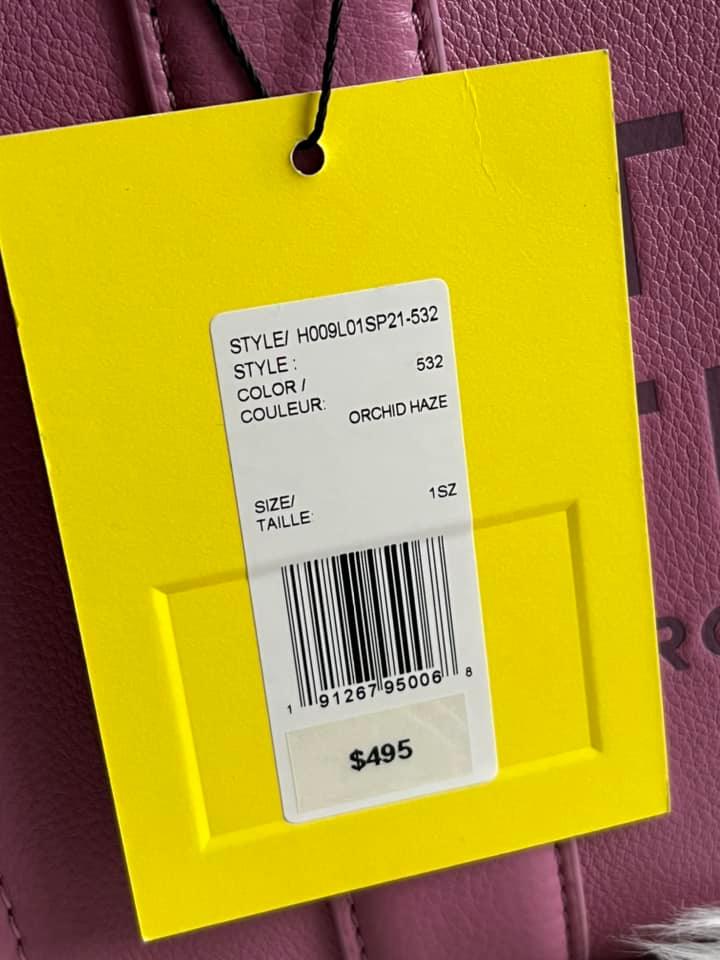 STYLE/ H009L01SP21-532
STYLE : 532
COLOR /
COULEUR: ORCHID HAZE
SIZE/ 1SZ
TAILLE:
1 91267 95006 8
$495